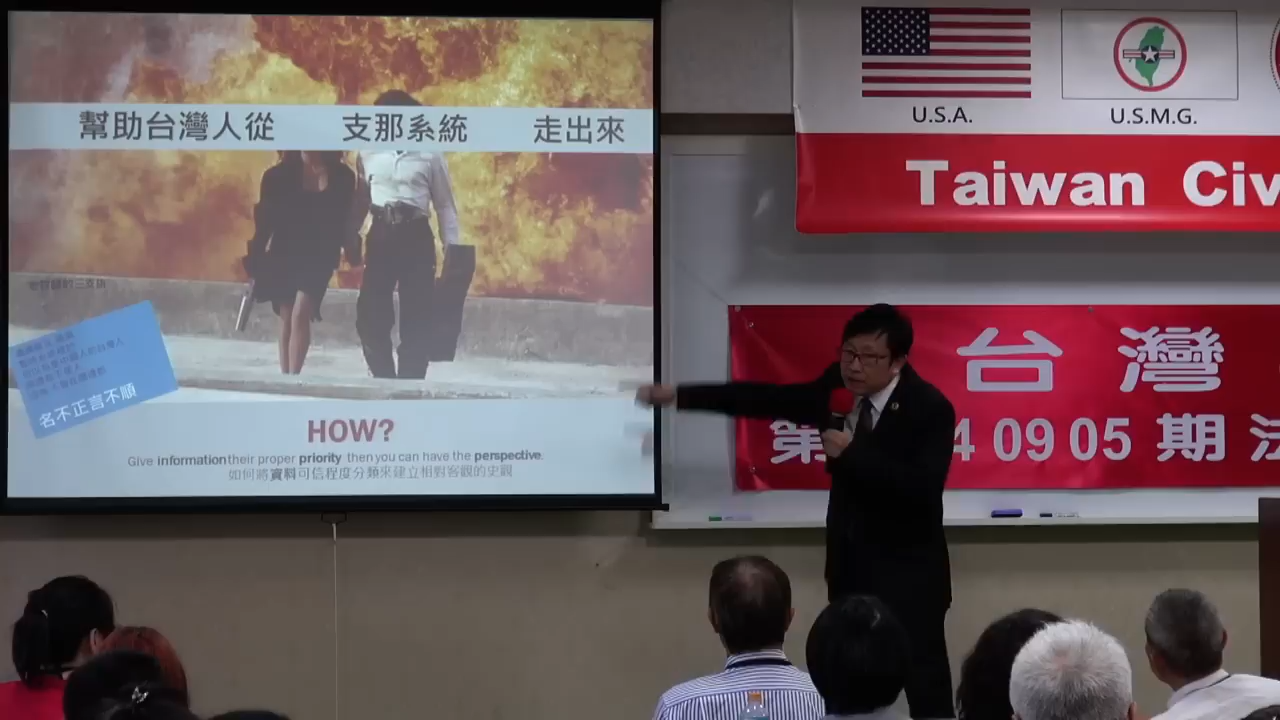 幫助台灣人從 支那系統 走出來
名不正言不順
HOW?
Give information their proper priority then you can have the perspective.
如何將資料可信程度分類來建立相對客觀的史觀
U.S.A.
U.S.M.G.
Taiwan Civ
台灣
第 4 09 05 期 法